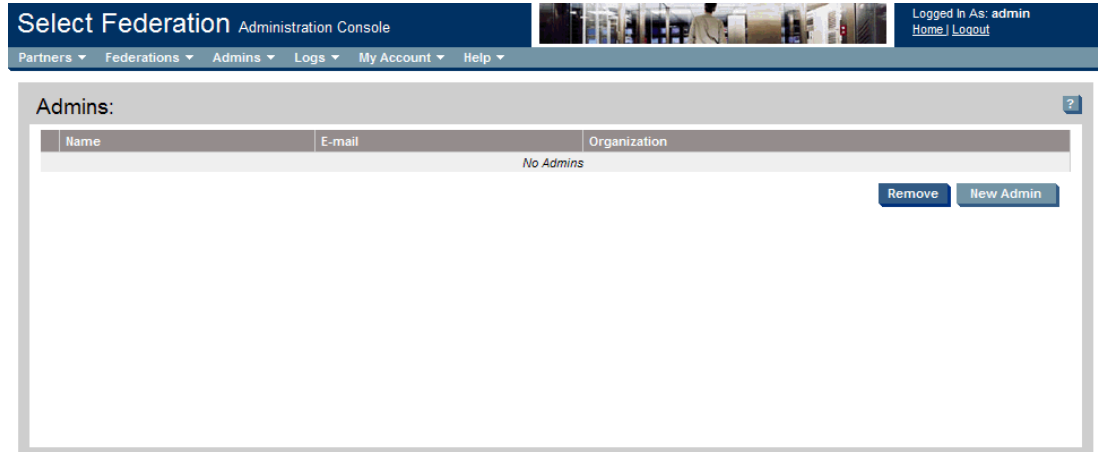 Select Federation Administration Console
Logged In As: admin
Home | Logout
Partners Federations Admins Logs My Account Help
Admins:
?
Name E-mail Organization
No Admins
Remove New Admin